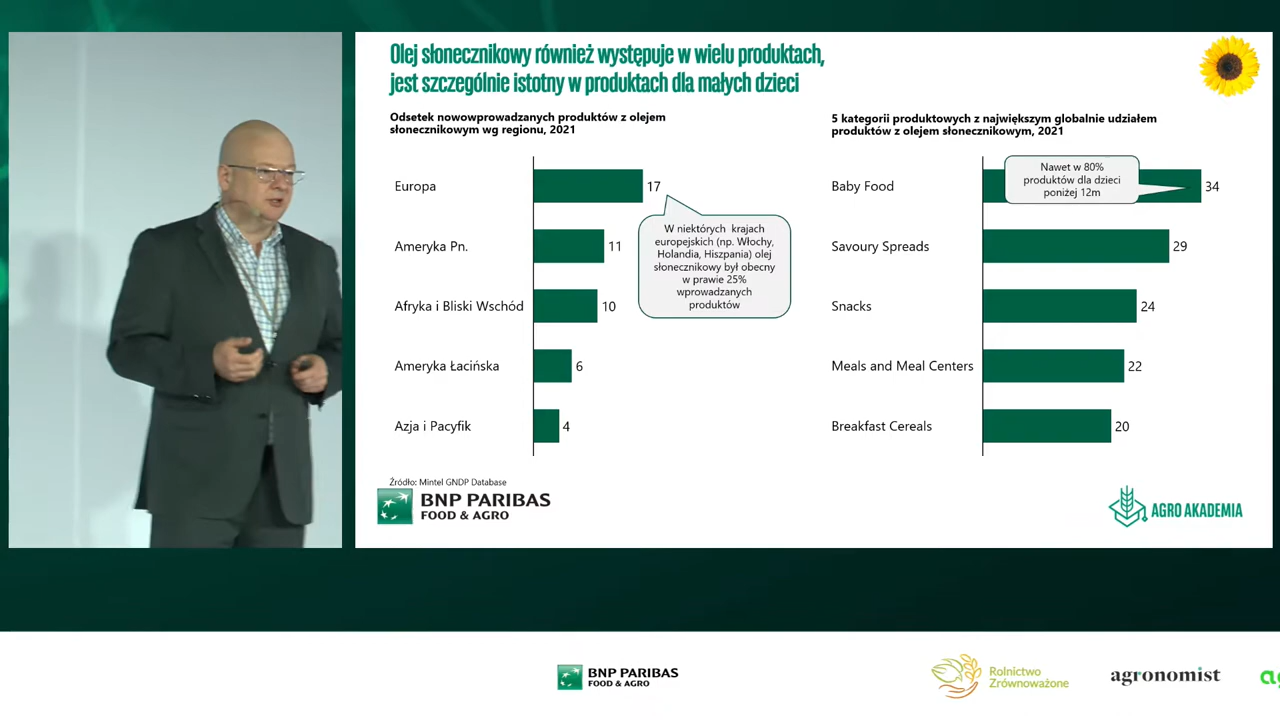 Olej słonecznikowy również występuje w wielu produktach,
jest szczególnie istotny w produktach dla małych dzieci
Odsetek nowowprowadzanych produktów z olejem
słonecznikowym wg regionu, 2021
Europa
17
Ameryka Pn.
11
Afryka i Bliski Wschód
10
Ameryka Łacińska
6
Azja i Pacyfik
4
W niektórych krajach
europejskich (np. Włochy,
Holandia, Hiszpania) olej
słonecznikowy był obecny
w prawie 25%
wprowadzanych
produktów
5 kategorii produktowych z największym globalnie udziałem
produktów z olejem słonecznikowym, 2021
Baby Food
34
Nawet w 80%
produktów dla dzieci
poniżej 12m
Savoury Spreads
29
Snacks
24
Meals and Meal Centers
22
Breakfast Cereals
20
Źródło: Mintel GNDP Database
BNP PARIBAS
FOOD & AGRO
AGRO AKADEMIA
BNP PARIBAS
FOOD & AGRO
Rolnictwo
Zrównoważone
agronomist